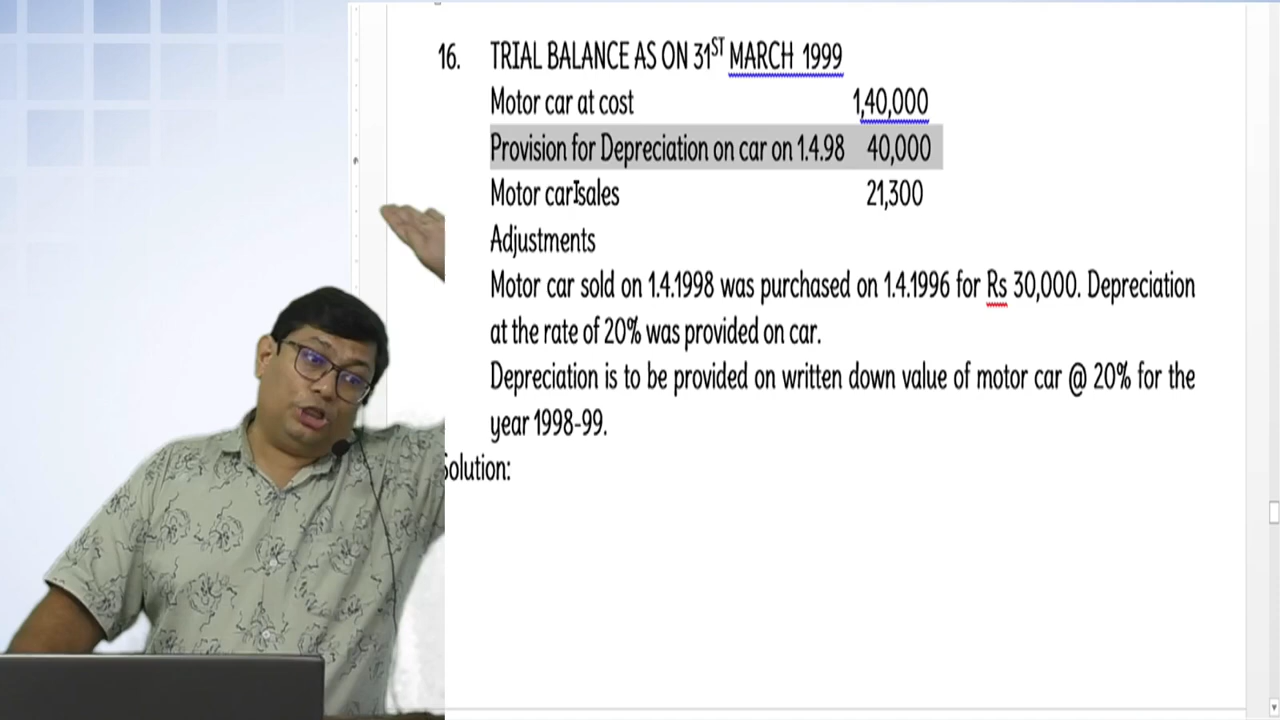 16. TRIAL BALANCE AS ON 31ST MARCH 1999
Motor car at cost 1,40,000
Provision for Depreciation on car on 1.4.98 40,000
Motor car sales 21,300
Adjustments
Motor car sold on 1.4.1998 was purchased on 1.4.1996 for Rs 30,000. Depreciation
at the rate of 20% was provided on car.
Depreciation is to be provided on written down value of motor car @ 20% for the
year 1998-99.
Solution: